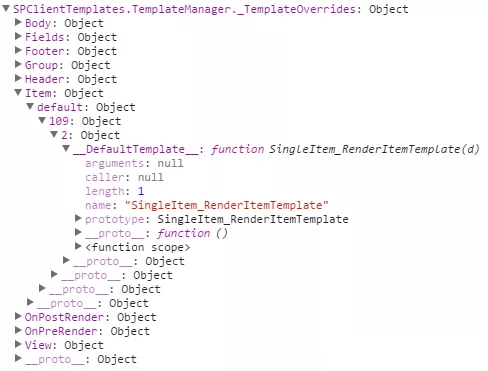 SPClientTemplates.TemplateManager._TemplateOverrides: Object
Body: Object
Fields: Object
Footer: Object
Group: Object
Header: Object
Item: Object
default: Object
109: Object
2: Object
__DefaultTemplate__: function SingleItem_RenderItemTemplate(d)
arguments: null
caller: null
length: 1
name: "SingleItem_RenderItemTemplate"
prototype: SingleItem_RenderItemTemplate
__proto__: function ()
<function scope>
__proto__: Object
__proto__: Object
__proto__: Object
__proto__: Object
OnPostRender: Object
OnPreRender: Object
View: Object
__proto__: Object